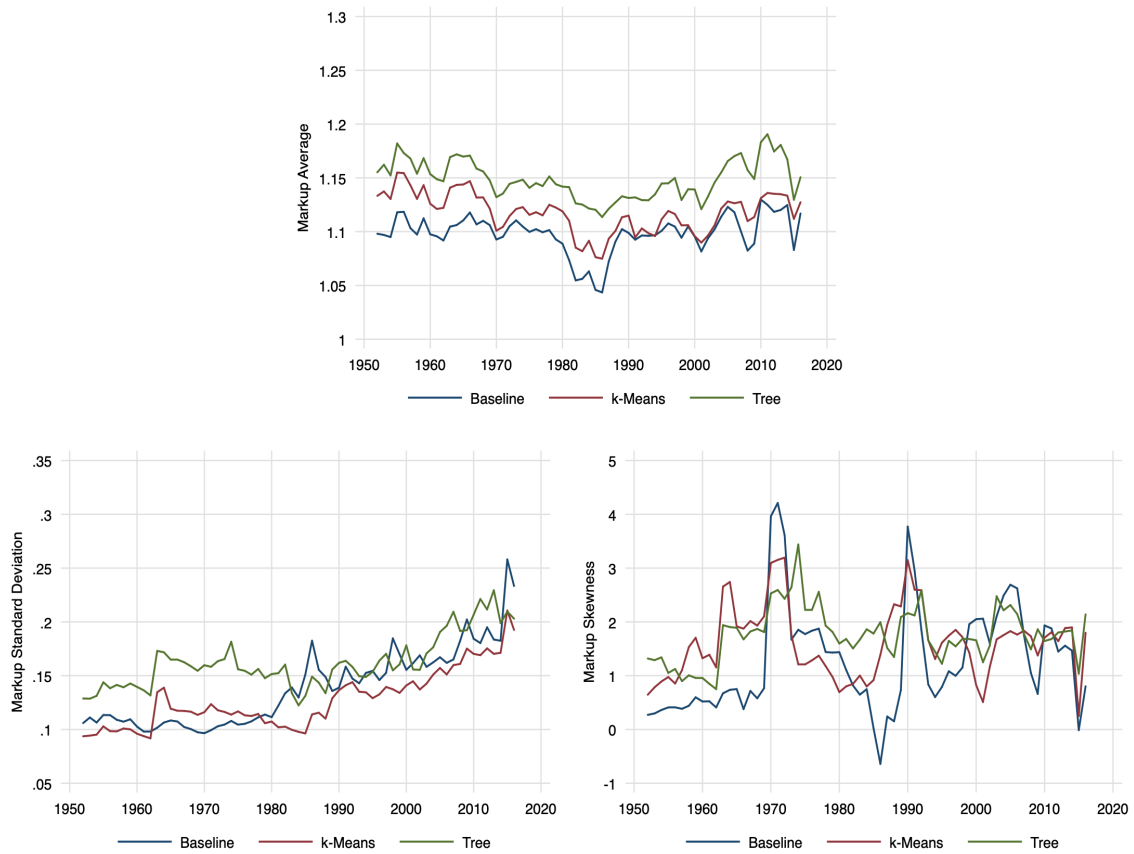 Markup Average
1.3
1.25
1.2
1.15
1.1
1.05
1
1950 1960 1970 1980 1990 2000 2010 2020
Baseline k-Means Tree
Markup Standard Deviation
.35
.3
.25
.2
.15
.1
.05
1950 1960 1970 1980 1990 2000 2010 2020
Baseline k-Means Tree
Markup Skewness
5
4
3
2
1
0
-1
1950 1960 1970 1980 1990 2000 2010 2020
Baseline k-Means Tree